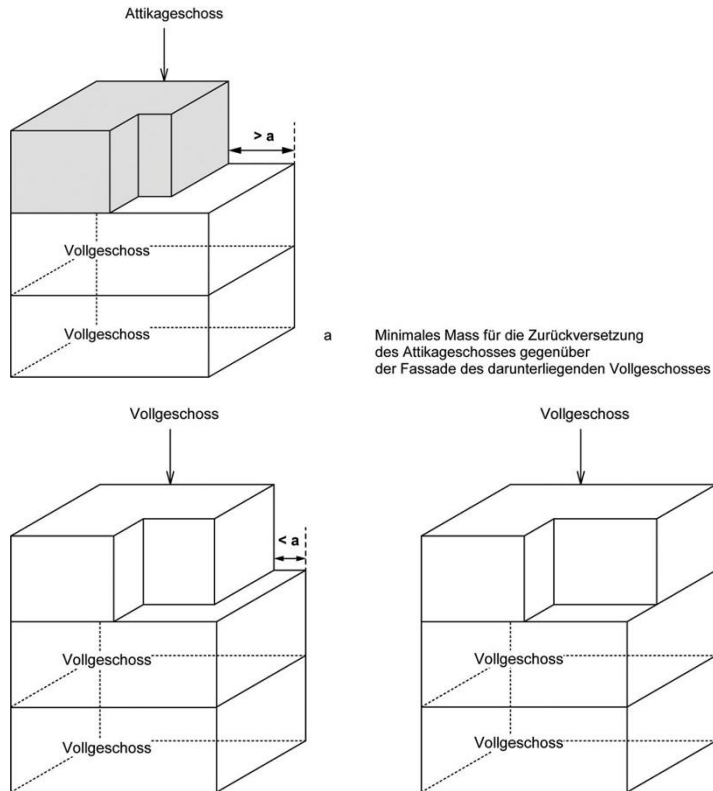 Attikageschoss
> a
Vollgeschoss
Vollgeschoss
a Minimales Mass für die Zurückversetzung
des Attikageschosses gegenüber
der Fassade des darunterliegenden Vollgeschosses
Vollgeschoss
< a
Vollgeschoss
Vollgeschoss
Vollgeschoss
Vollgeschoss
Vollgeschoss